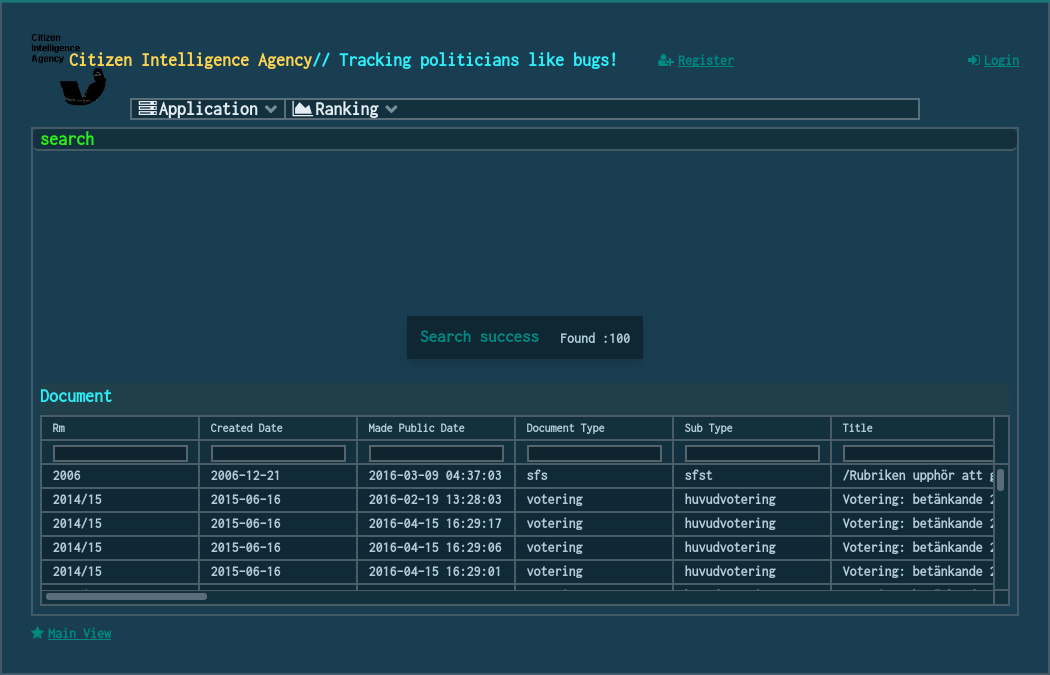 Citizen
Intelligence
Agency
Citizen Intelligence Agency// Tracking politicians like bugs!
Register
Login
Application
Ranking
search
Search success Found :100
Document
Rm Created Date Made Public Date Document Type Sub Type Title
2006 2006-12-21 2016-03-09 04:37:03 sfs sfst /Rubriken upphör att
2014/15 2015-06-16 2016-02-19 13:28:03 votering huvudvotering Votering: betänkande
2014/15 2015-06-16 2016-04-15 16:29:17 votering huvudvotering Votering: betänkande
2014/15 2015-06-16 2016-04-15 16:29:06 votering huvudvotering Votering: betänkande
2014/15 2015-06-16 2016-04-15 16:29:01 votering huvudvotering Votering: betänkande
Main View